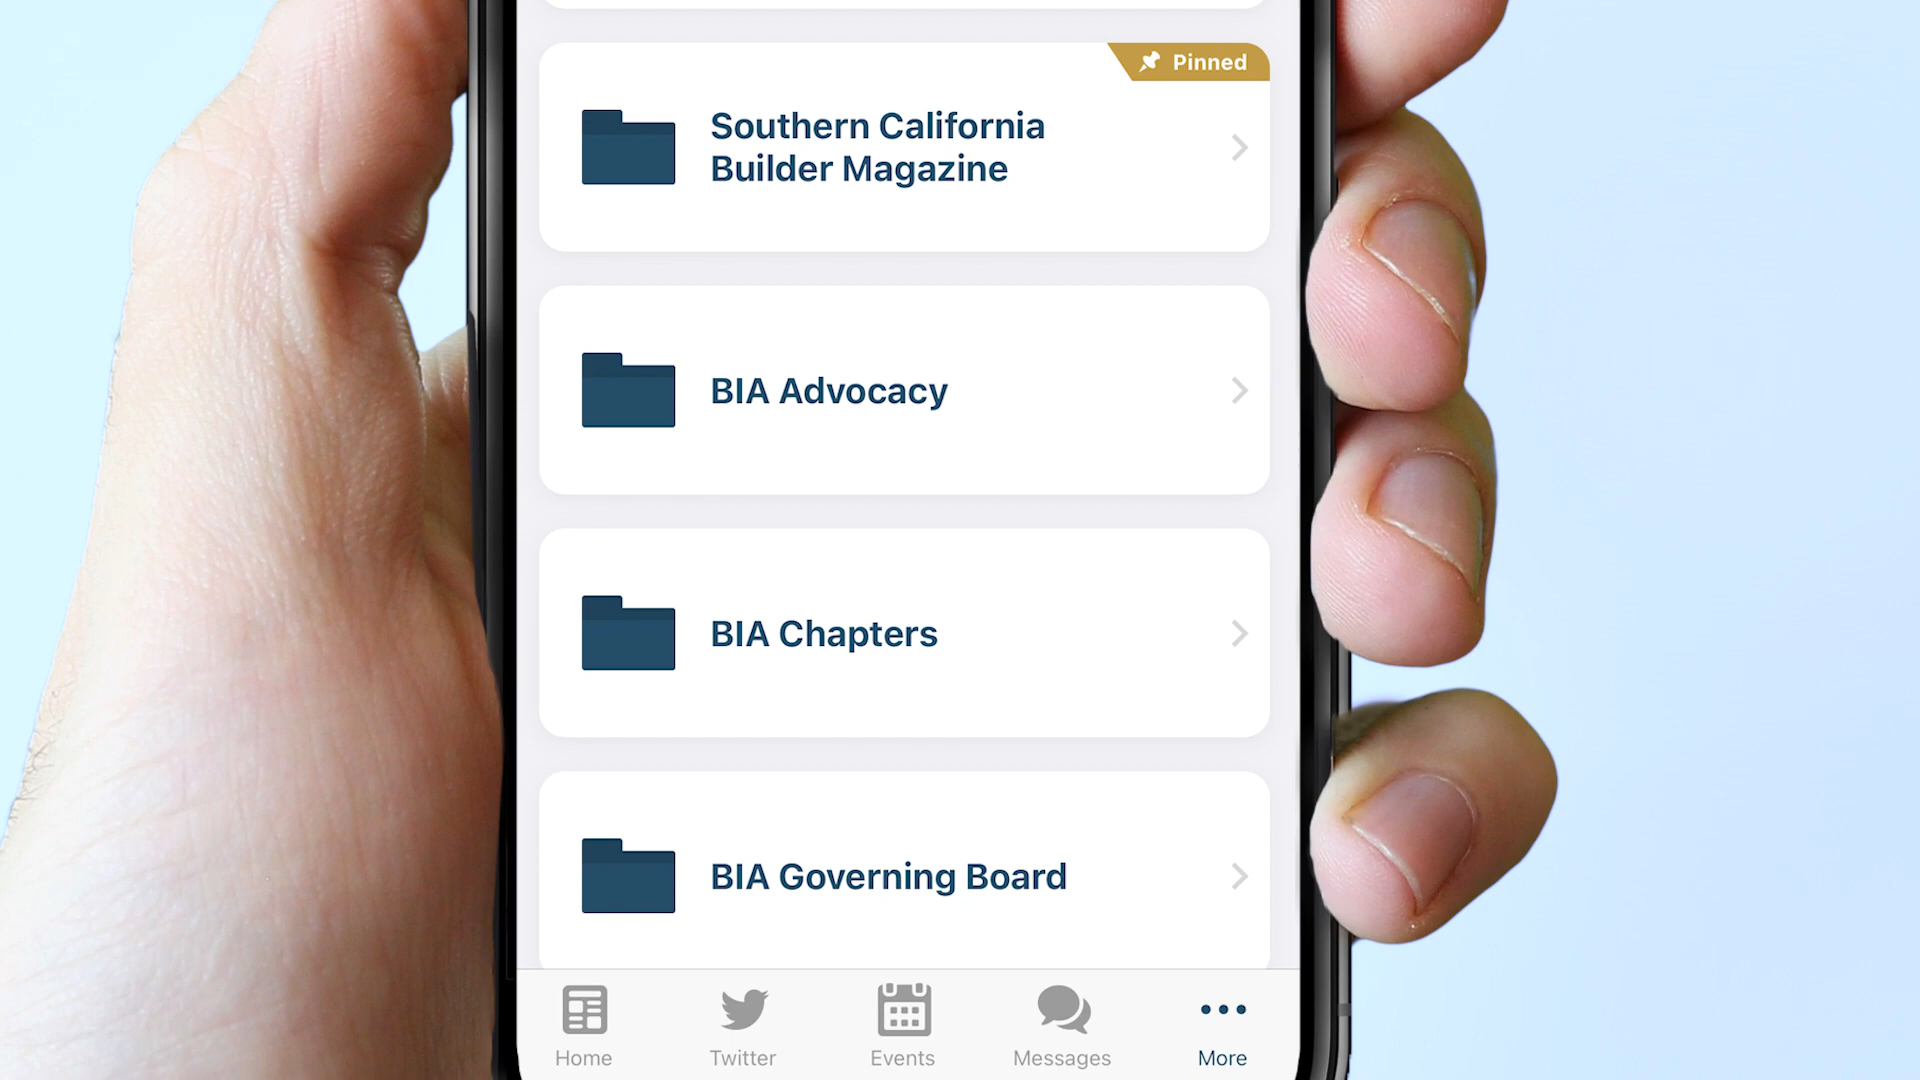 Pinned
Southern California
Builder Magazine
BIA Advocacy
BIA Chapters
BIA Governing Board
Home
Twitter
Events
Messages
More